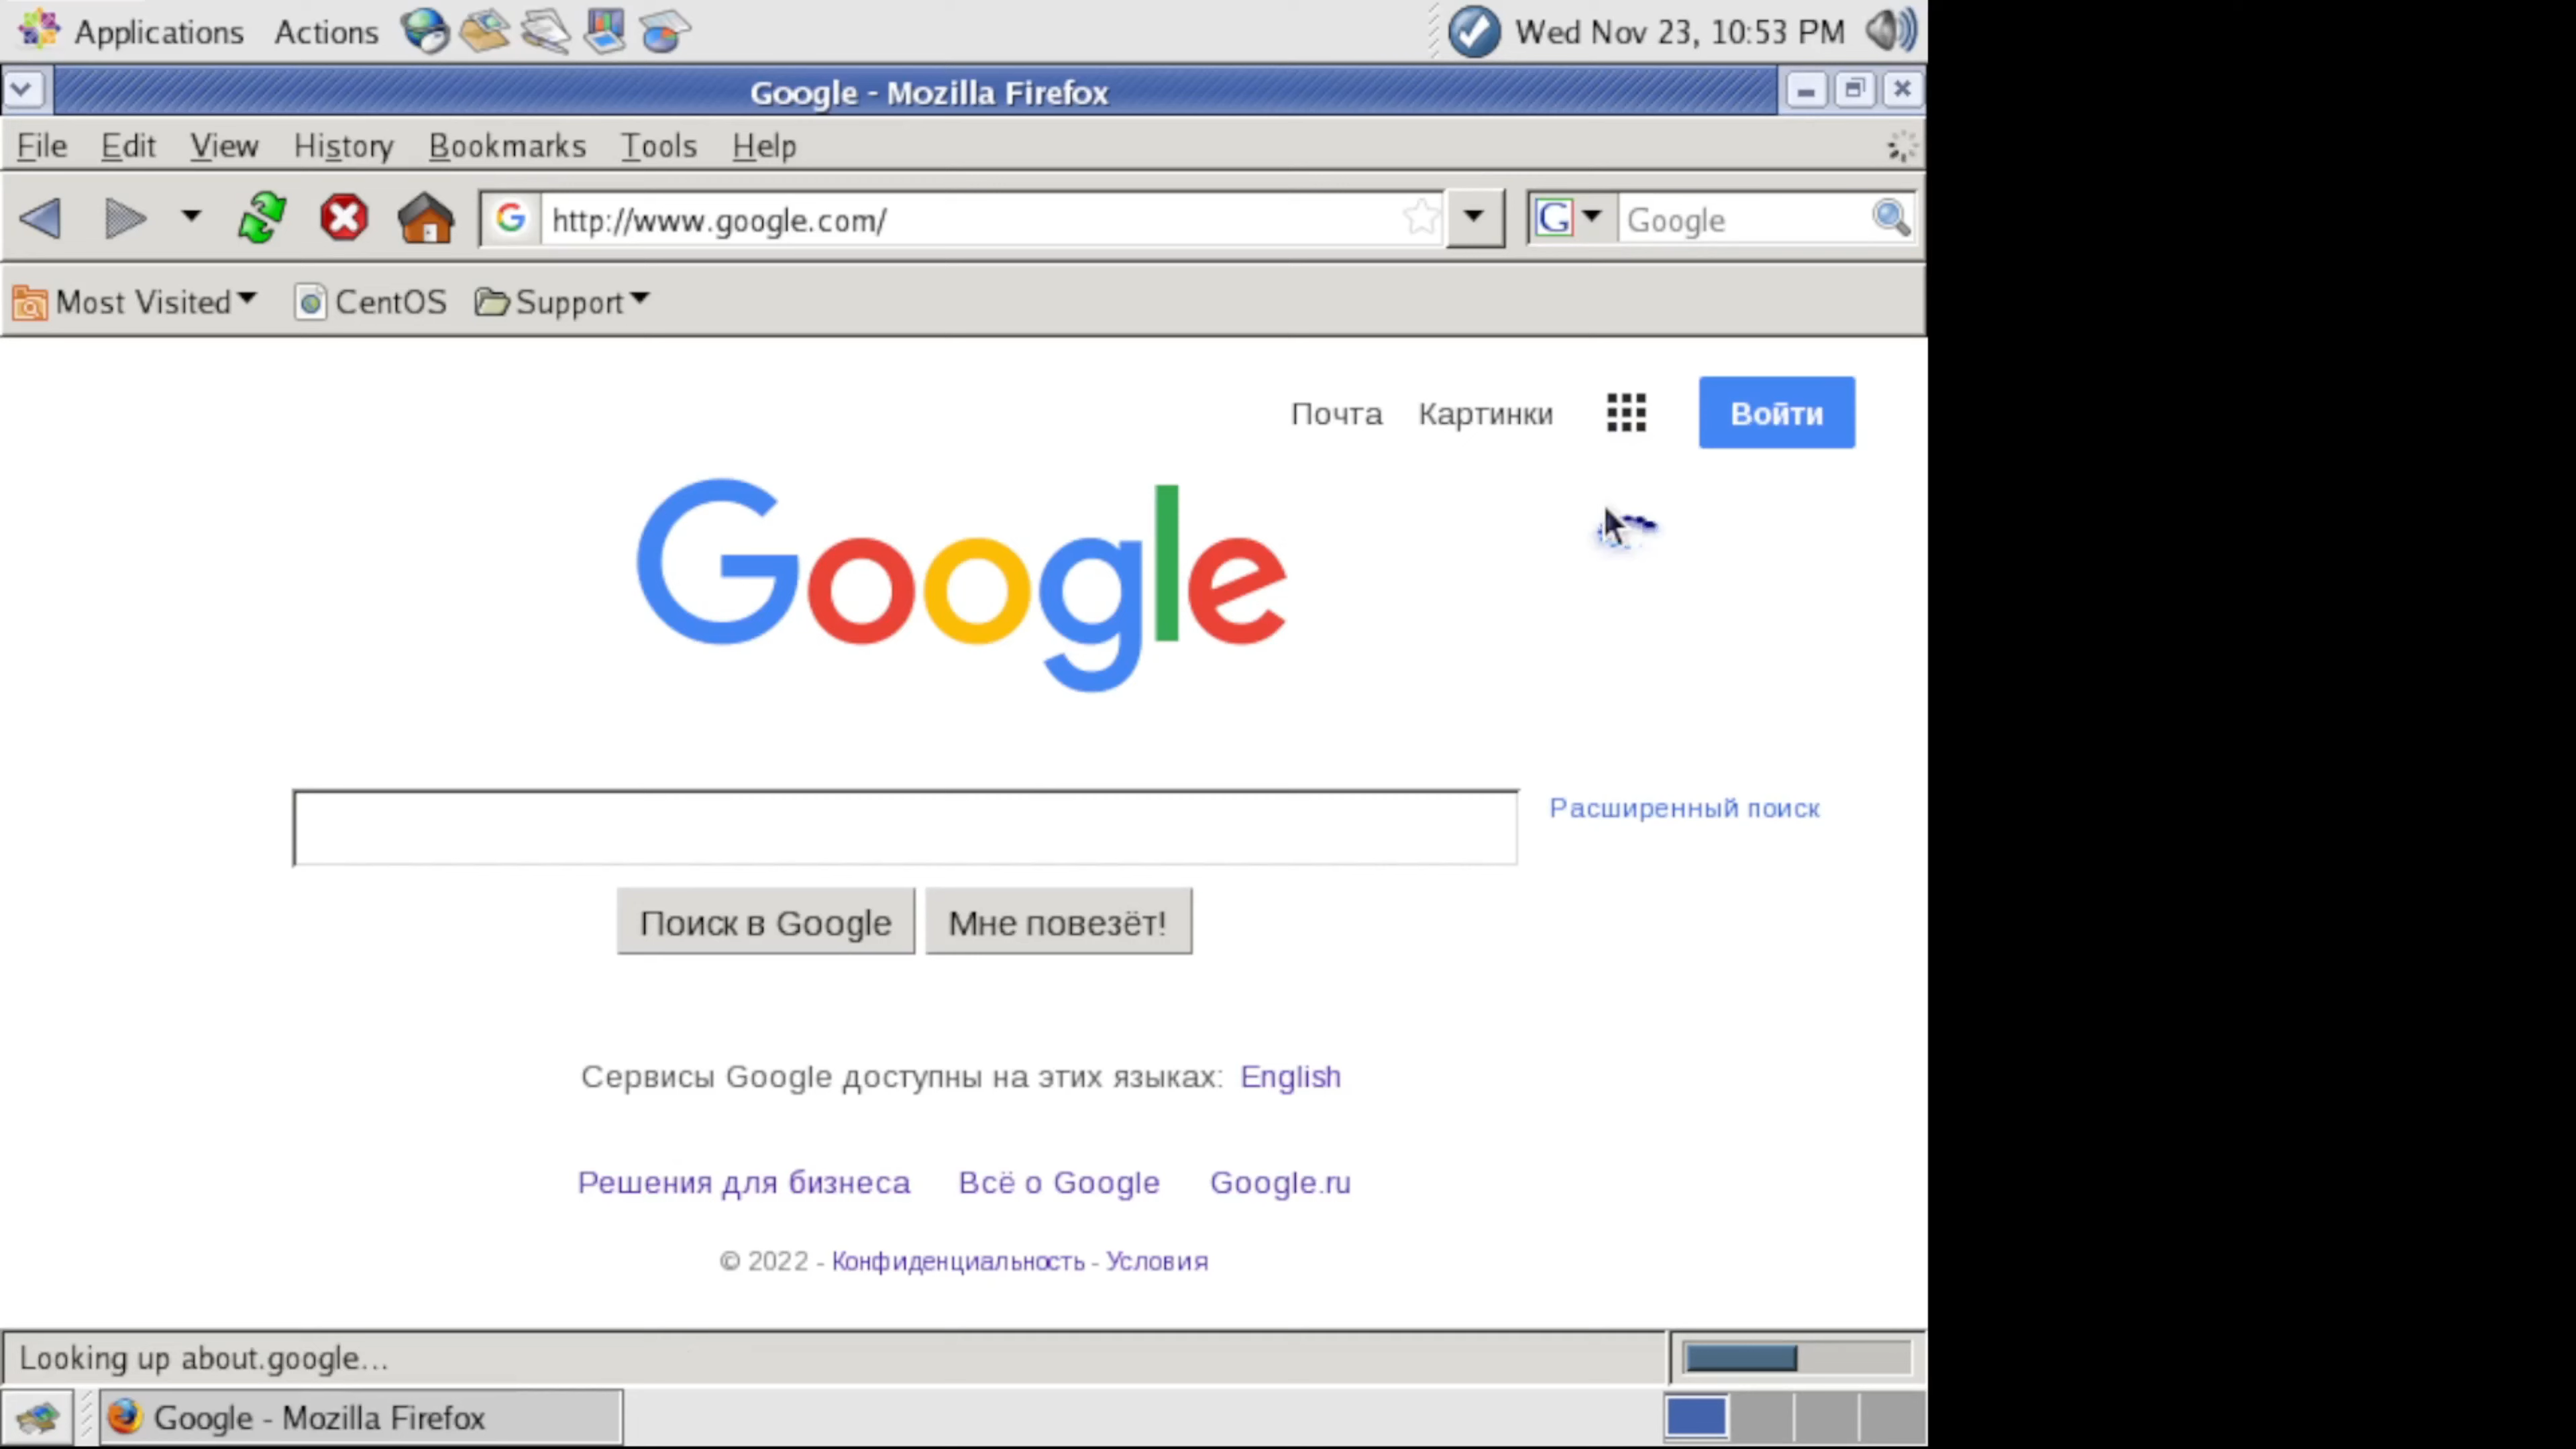 Applications Actions Wed Nov 23, 10:53 PM
Google - Mozilla Firefox
File Edit View History Bookmarks Tools Help
http://www.google.com/ G Google
Most Visited CentOS Support
Почта Картинки Войти
Google
Расширенный поиск
Поиск в Google Мне повезёт!
Сервисы Google доступны на этих языках: English
Решения для бизнеса Всё о Google Google.ru
© 2022 - Конфиденциальность - Условия
Looking up about.google...
Google - Mozilla Firefox